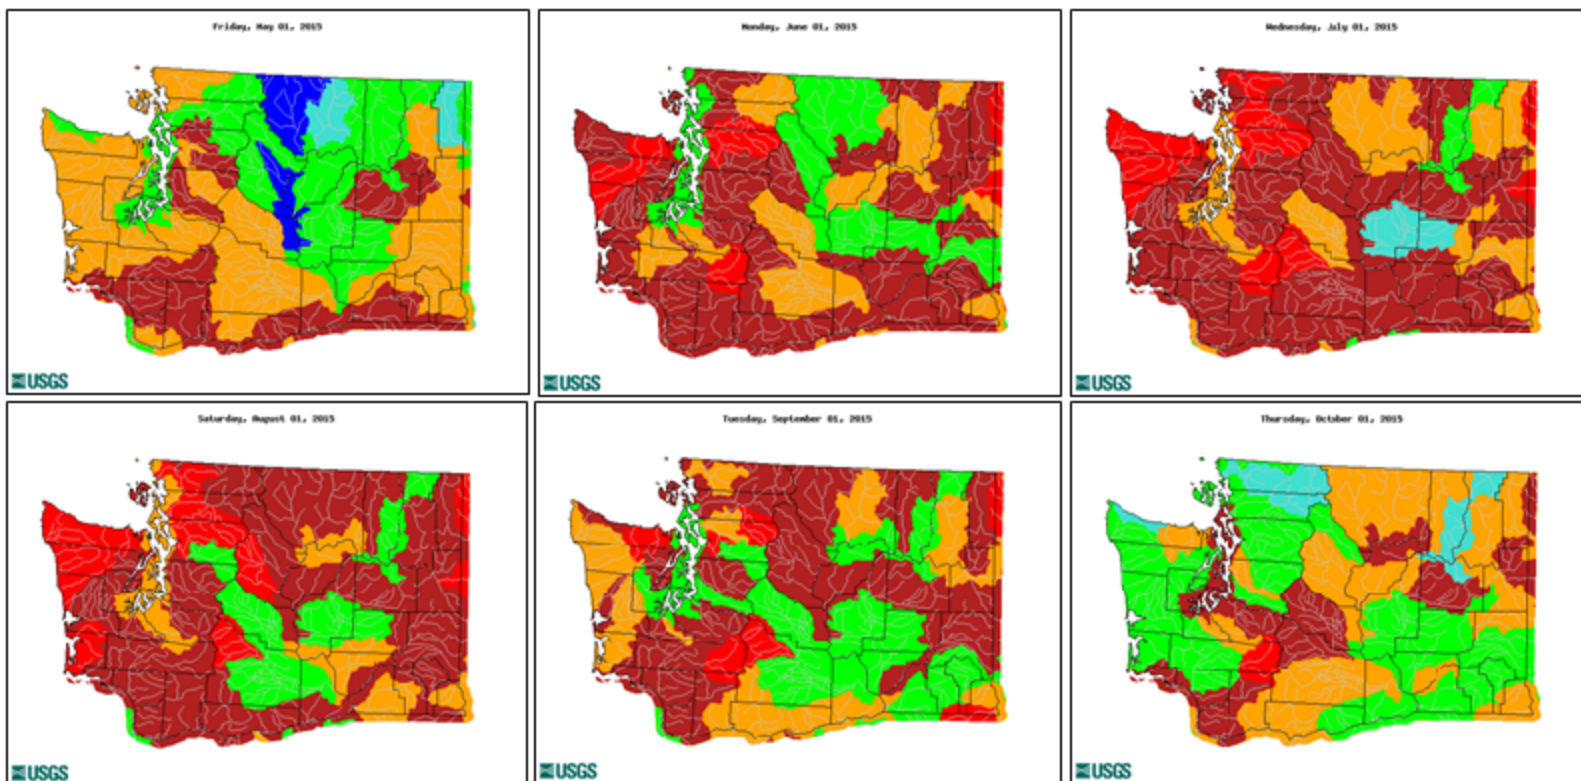 Friday, May 01, 2015
Monday, June 01, 2015
Wednesday, July 01, 2015
USGS
USGS
USGS
Saturday, August 01, 2015
Tuesday, September 01, 2015
Thursday, October 01, 2015
USGS
USGS
USGS